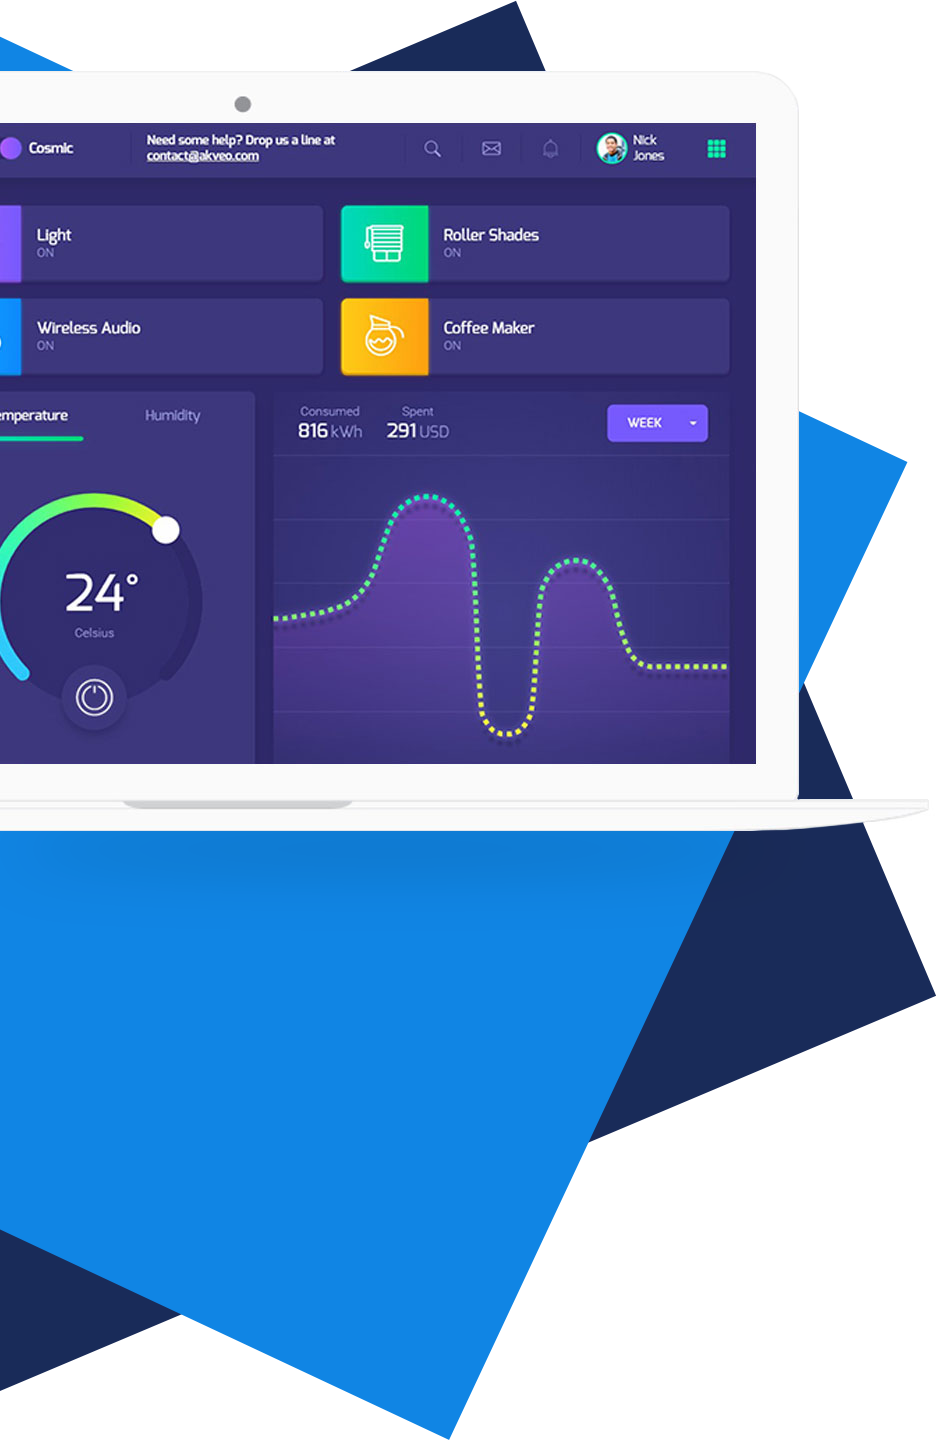 Cosmic
Need some help? Drop us a line at
contact@akveo.com
Nick
Jones
Light
ON
Roller Shades
ON
Wireless Audio
ON
Coffee Maker
ON
emperature
Humidity
Consumed
816 kWh
Spent
291 USD
WEEK
24°
Celsius